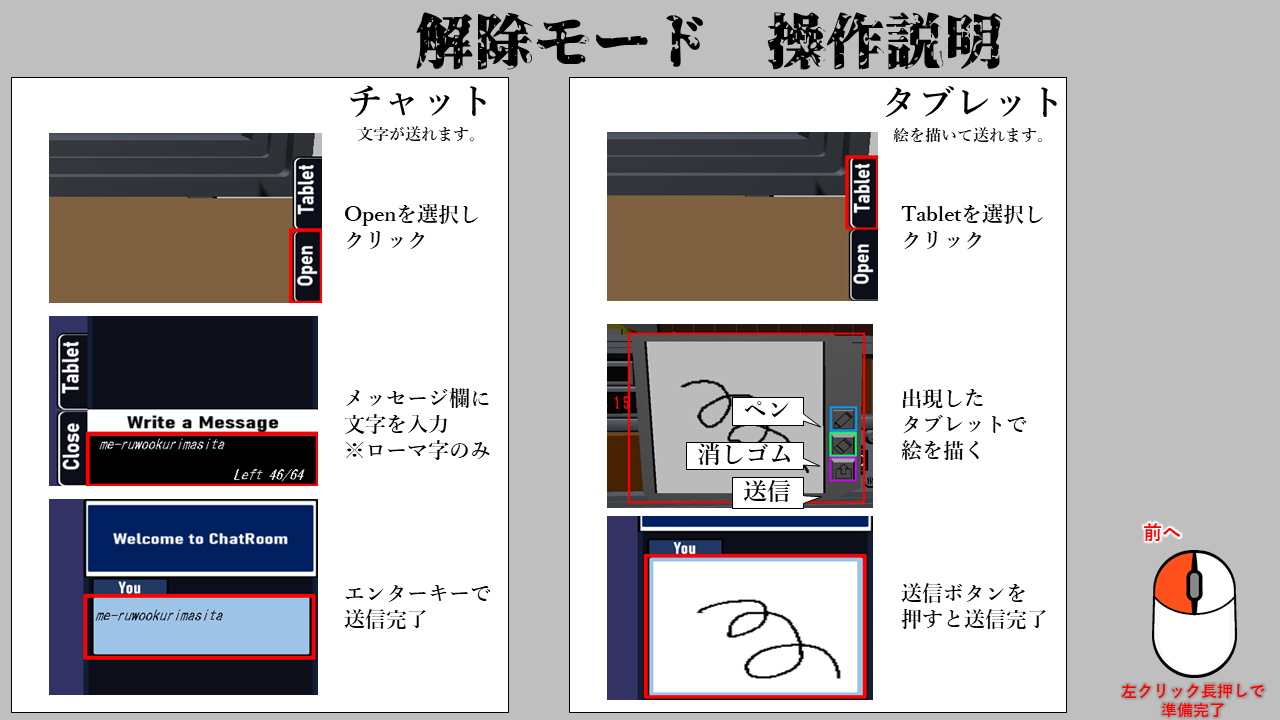 解除モード　操作説明
チャット
文字が送れます。
Tablet
Open
Openを選択し
クリック
Tablet
Close
Write a Message
me-ruwookurimasita
Left 46/64
メッセージ欄に
文字を入力
※ローマ字のみ
Welcome to ChatRoom
You
me-ruwookurimasita
エンターキーで
送信完了
タブレット
絵を描いて送れます。
Tablet
Open
Tabletを選択し
クリック
15
ペン
消しゴム
送信
出現した
タブレットで
絵を描く
You
送信ボタンを
押すと送信完了
前へ
左クリック長押しで
準備完了